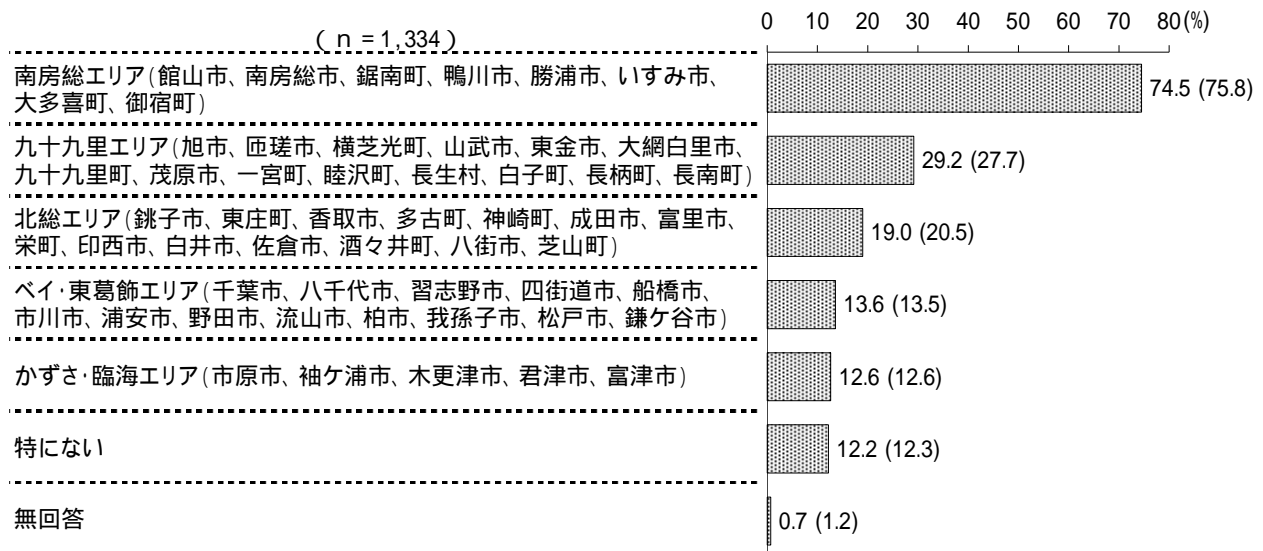 0 10 20 30 40 50 60 70 80(%)
(n=1,334)
南房総エリア(館山市、南房総市、鋸南町、鴨川市、勝浦市、いすみ市、
大多喜町、御宿町)
74.5 (75.8)
九十九里エリア(旭市、匝瑳市、横芝光町、山武市、東金市、大網白里市、
九十九里町、茂原市、一宮町、睦沢町、長生村、白子町、長柄町、長南町)
29.2 (27.7)
北総エリア(銚子市、東庄町、香取市、多古町、神崎町、成田市、富里市、
栄町、印西市、白井市、佐倉市、酒々井町、八街市、芝山町)
19.0 (20.5)
ベイ・東葛飾エリア(千葉市、八千代市、習志野市、四街道市、船橋市、
市川市、浦安市、野田市、流山市、柏市、我孫子市、松戸市、鎌ケ谷市)
13.6 (13.5)
かずさ・臨海エリア(市原市、袖ケ浦市、木更津市、君津市、富津市)
12.6 (12.6)
特にない
12.2 (12.3)
無回答
0.7 (1.2)